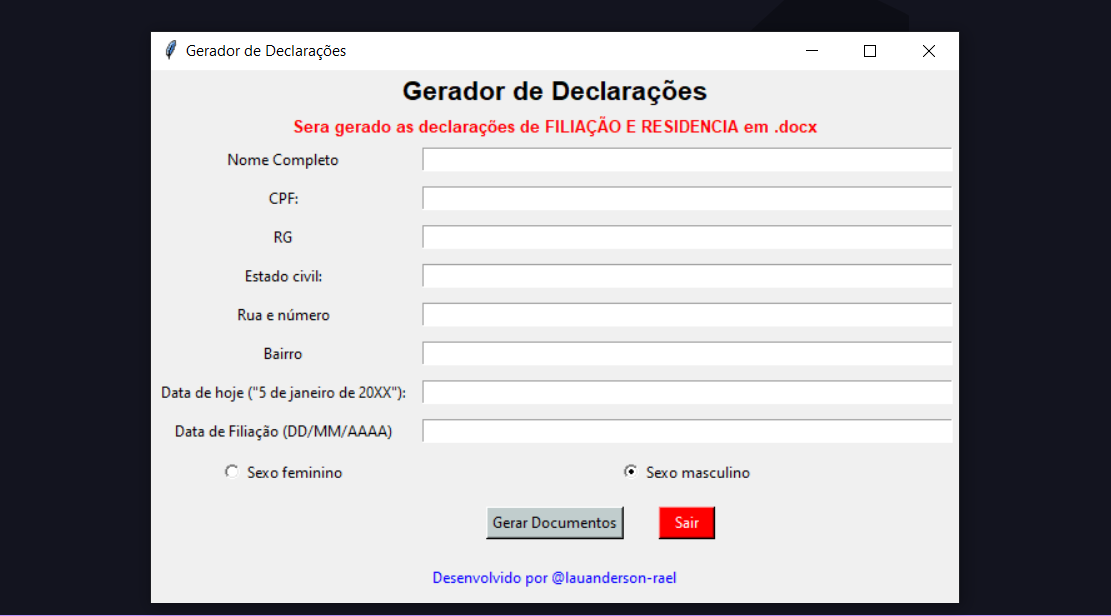 Gerador de Declarações
Gerador de Declarações
Sera gerado as declarações de FILIAÇÃO E RESIDENCIA em .docx
Nome Completo
CPF:
RG
Estado civil:
Rua e número
Bairro
Data de hoje ("5 de janeiro de 20XX"):
Data de Filiação (DD/MM/AAAA)
Sexo feminino Sexo masculino
Gerar Documentos Sair
Desenvolvido por @lauanderson-rael